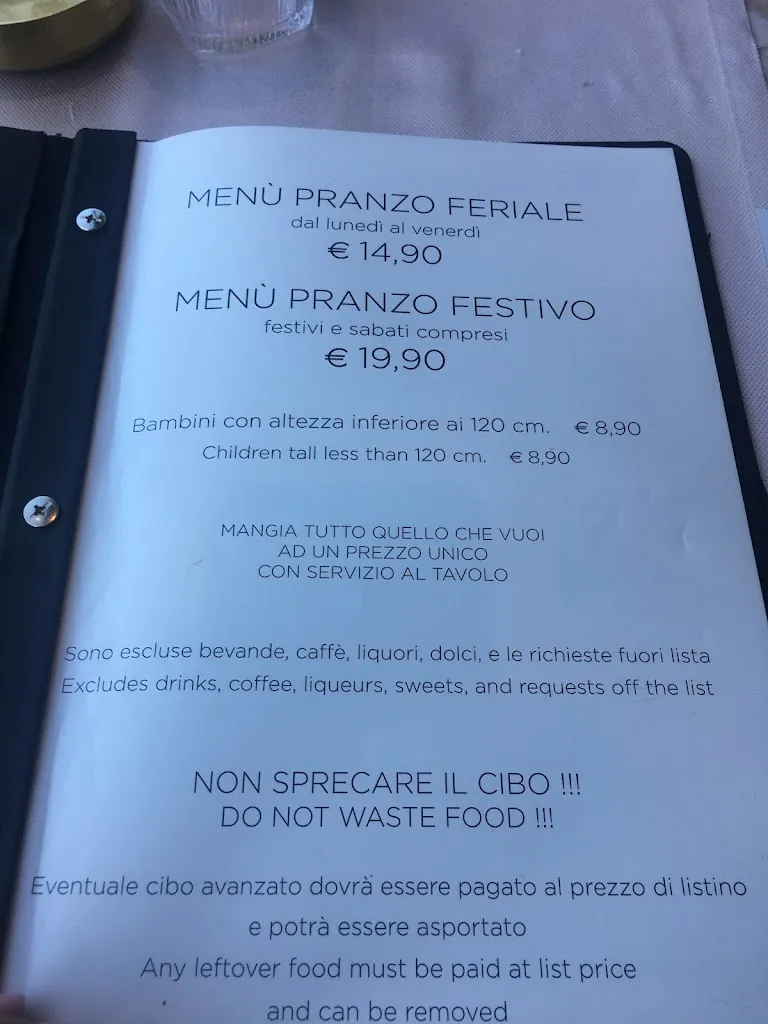 MENÙ PRANZO FERIALE
dal lunedì al venerdì
€ 14,90
MENÙ PRANZO FESTIVO
festivi e sabati compresi
€ 19,90
Bambini con altezza inferiore ai 120 cm. € 8,90
Children tall less than 120 cm. € 8,90
MANGIA TUTTO QUELLO CHE VUOI
AD UN PREZZO UNICO
CON SERVIZIO AL TAVOLO
Sono escluse bevande, caffè, liquori, dolci, e le richieste fuori lista
Excludes drinks, coffee, liqueurs, sweets, and requests off the list
NON SPRECARE IL CIBO !!!
DO NOT WASTE FOOD !!!
Eventuale cibo avanzato dovrà essere pagato al prezzo di listino
e potrà essere asportato
Any leftover food must be paid at list price
and can be removed